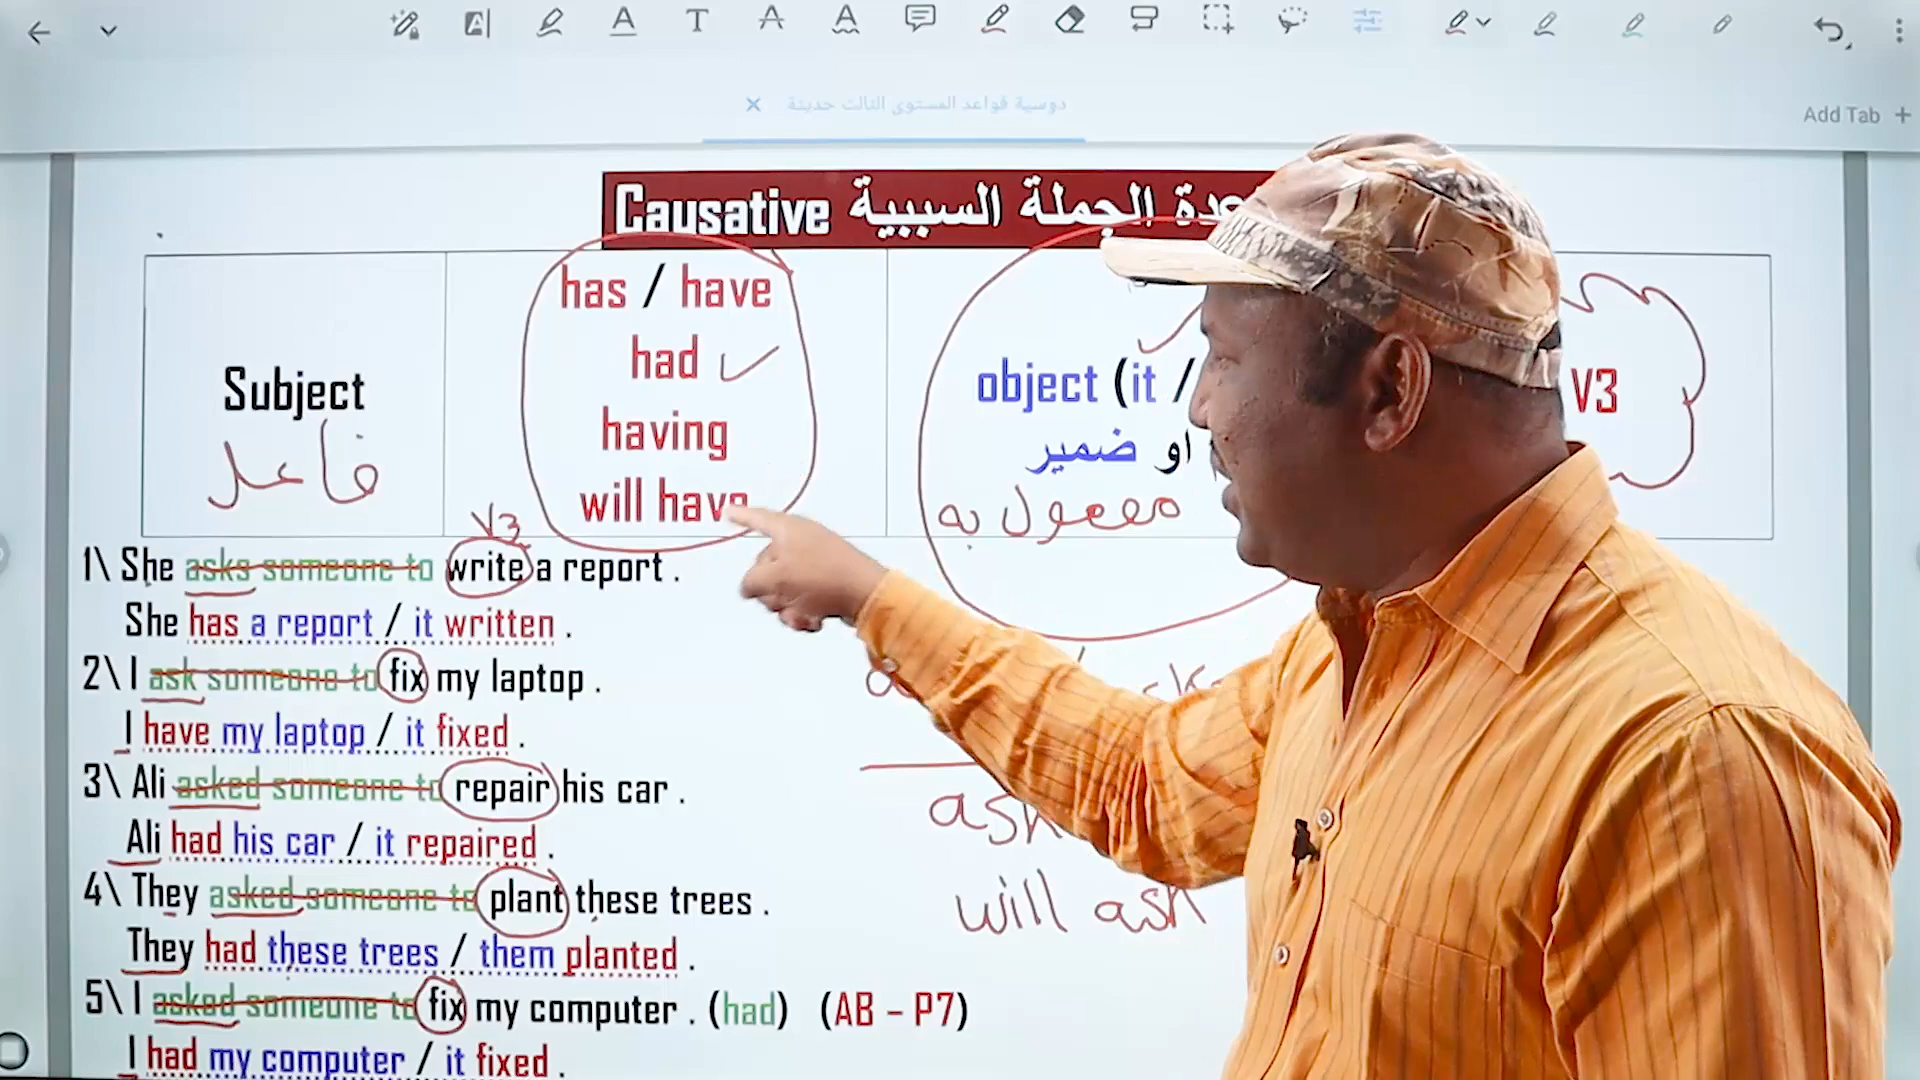 دوسية قواعد المستوى الثالث حديثة
Add Tab +
Causative الجملة السببية
Subject
فاعل
has / have
had
having
will have
object (it /
او ضمير
مفعول به
V3
V3
1\ She asks someone to write a report .
She has a report / it written .
2\ I ask someone to fix my laptop .
I have my laptop / it fixed .
3\ Ali asked someone to repair his car .
Ali had his car / it repaired .
4\ They asked someone to plant these trees .
They had these trees / them planted .
5\ I asked someone to fix my computer . (had) (AB – P7)
I had my computer / it fixed .
will ask